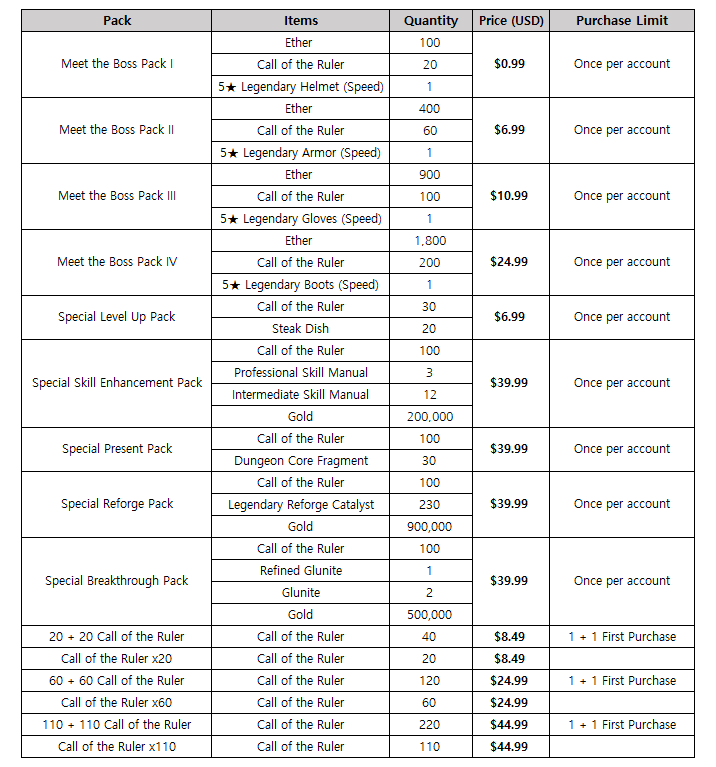 Pack Items Quantity Price (USD) Purchase Limit
Ether 100
Meet the Boss Pack I Call of the Ruler 20 $0.99 Once per account
5★ Legendary Helmet (Speed) 1
Ether 400
Meet the Boss Pack II Call of the Ruler 60 $6.99 Once per account
5★ Legendary Armor (Speed) 1
Ether 900
Meet the Boss Pack III Call of the Ruler 100 $10.99 Once per account
5★ Legendary Gloves (Speed) 1
Ether 1,800
Meet the Boss Pack IV Call of the Ruler 200 $24.99 Once per account
5★ Legendary Boots (Speed) 1
Call of the Ruler 30
Special Level Up Pack $6.99 Once per account
Steak Dish 20
Call of the Ruler 100
Professional Skill Manual 3
Special Skill Enhancement Pack $39.99 Once per account
Intermediate Skill Manual 12
Gold 200,000
Call of the Ruler 100
Special Present Pack $39.99 Once per account
Dungeon Core Fragment 30
Call of the Ruler 100
Special Reforge Pack Legendary Reforge Catalyst 230 $39.99 Once per account
Gold 900,000
Call of the Ruler 100
Refined Glunite 1
Special Breakthrough Pack $39.99 Once per account
Glunite 2
Gold 500,000
20 + 20 Call of the Ruler Call of the Ruler 40 $8.49 1 + 1 First Purchase
Call of the Ruler x20 Call of the Ruler 20 $8.49
60 + 60 Call of the Ruler Call of the Ruler 120 $24.99 1 + 1 First Purchase
Call of the Ruler x60 Call of the Ruler 60 $24.99
110 + 110 Call of the Ruler Call of the Ruler 220 $44.99 1 + 1 First Purchase
Call of the Ruler x110 Call of the Ruler 110 $44.99